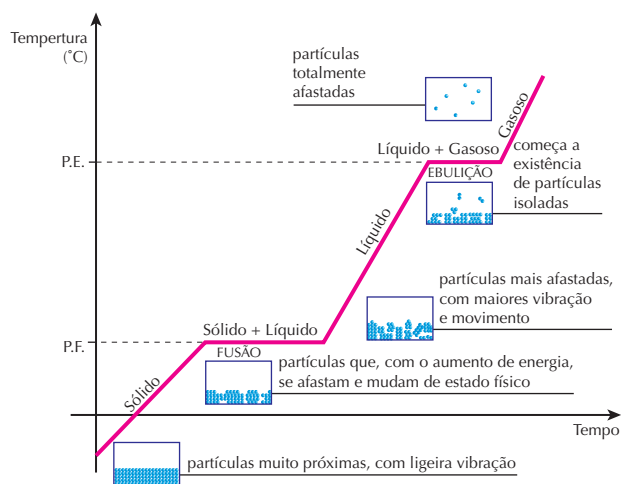 Tempertura
(°C)
partículas
totalmente
afastadas
Gasoso
P.E.
Líquido + Gasoso
EBULIÇÃO
começa a
existência
de partículas
isoladas
Líquido
partículas mais afastadas,
com maiores vibração
e movimento
P.F.
Sólido + Líquido
FUSÃO
partículas que, com o aumento de energia,
se afastam e mudam de estado físico
Sólido
Tempo
partículas muito próximas, com ligeira vibração